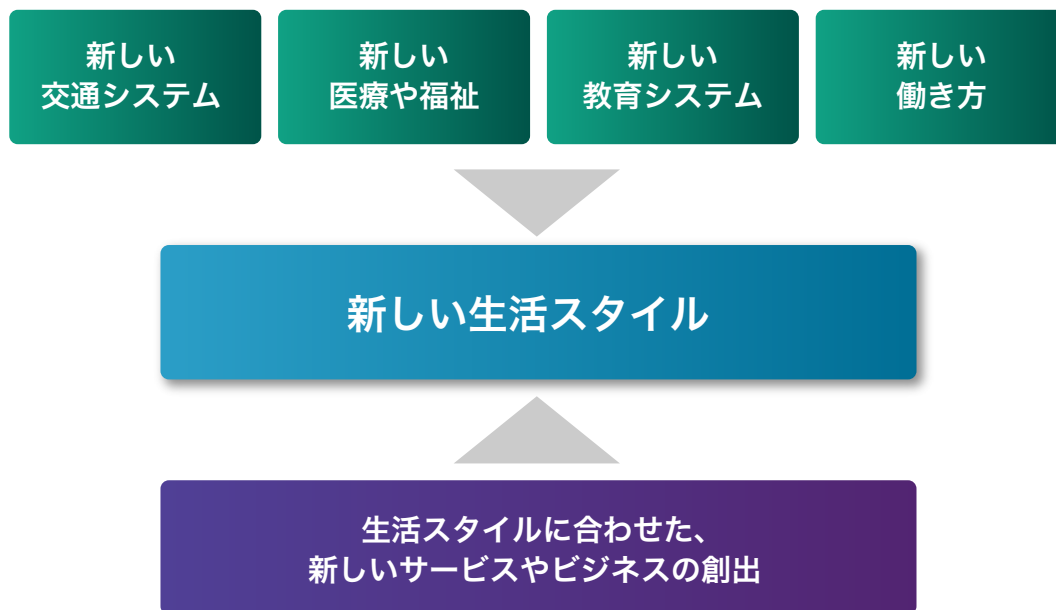 新しい
交通システム
新しい
医療や福祉
新しい
教育システム
新しい
働き方
新しい生活スタイル
生活スタイルに合わせた、
新しいサービスやビジネスの創出